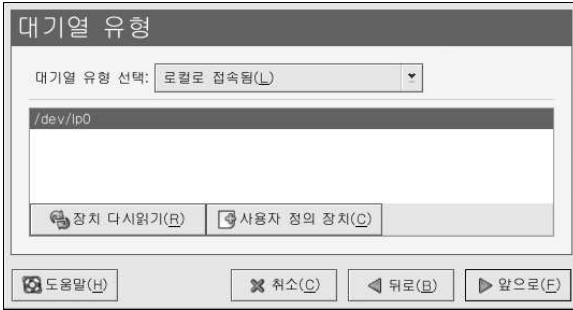 대기열 유형
대기열 유형 선택: 로컬로 접속됨(L)
/dev/lp0
장치 다시읽기(R) 사용자 정의 장치(C)
도움말(H) 취소(C) 뒤로(B) 앞으로(F)